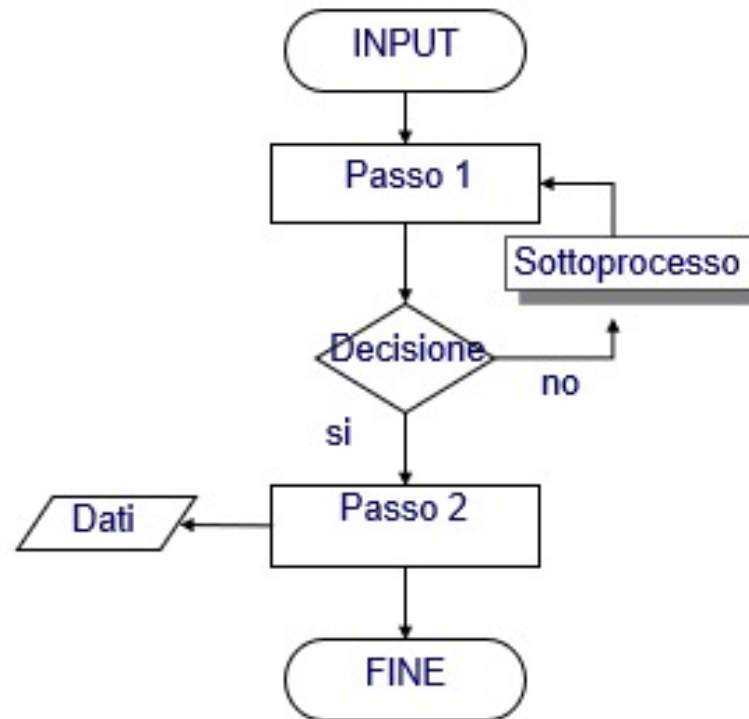 INPUT
Passo 1
Sottoprocesso
Decisione
no
si
Passo 2
Dati
FINE